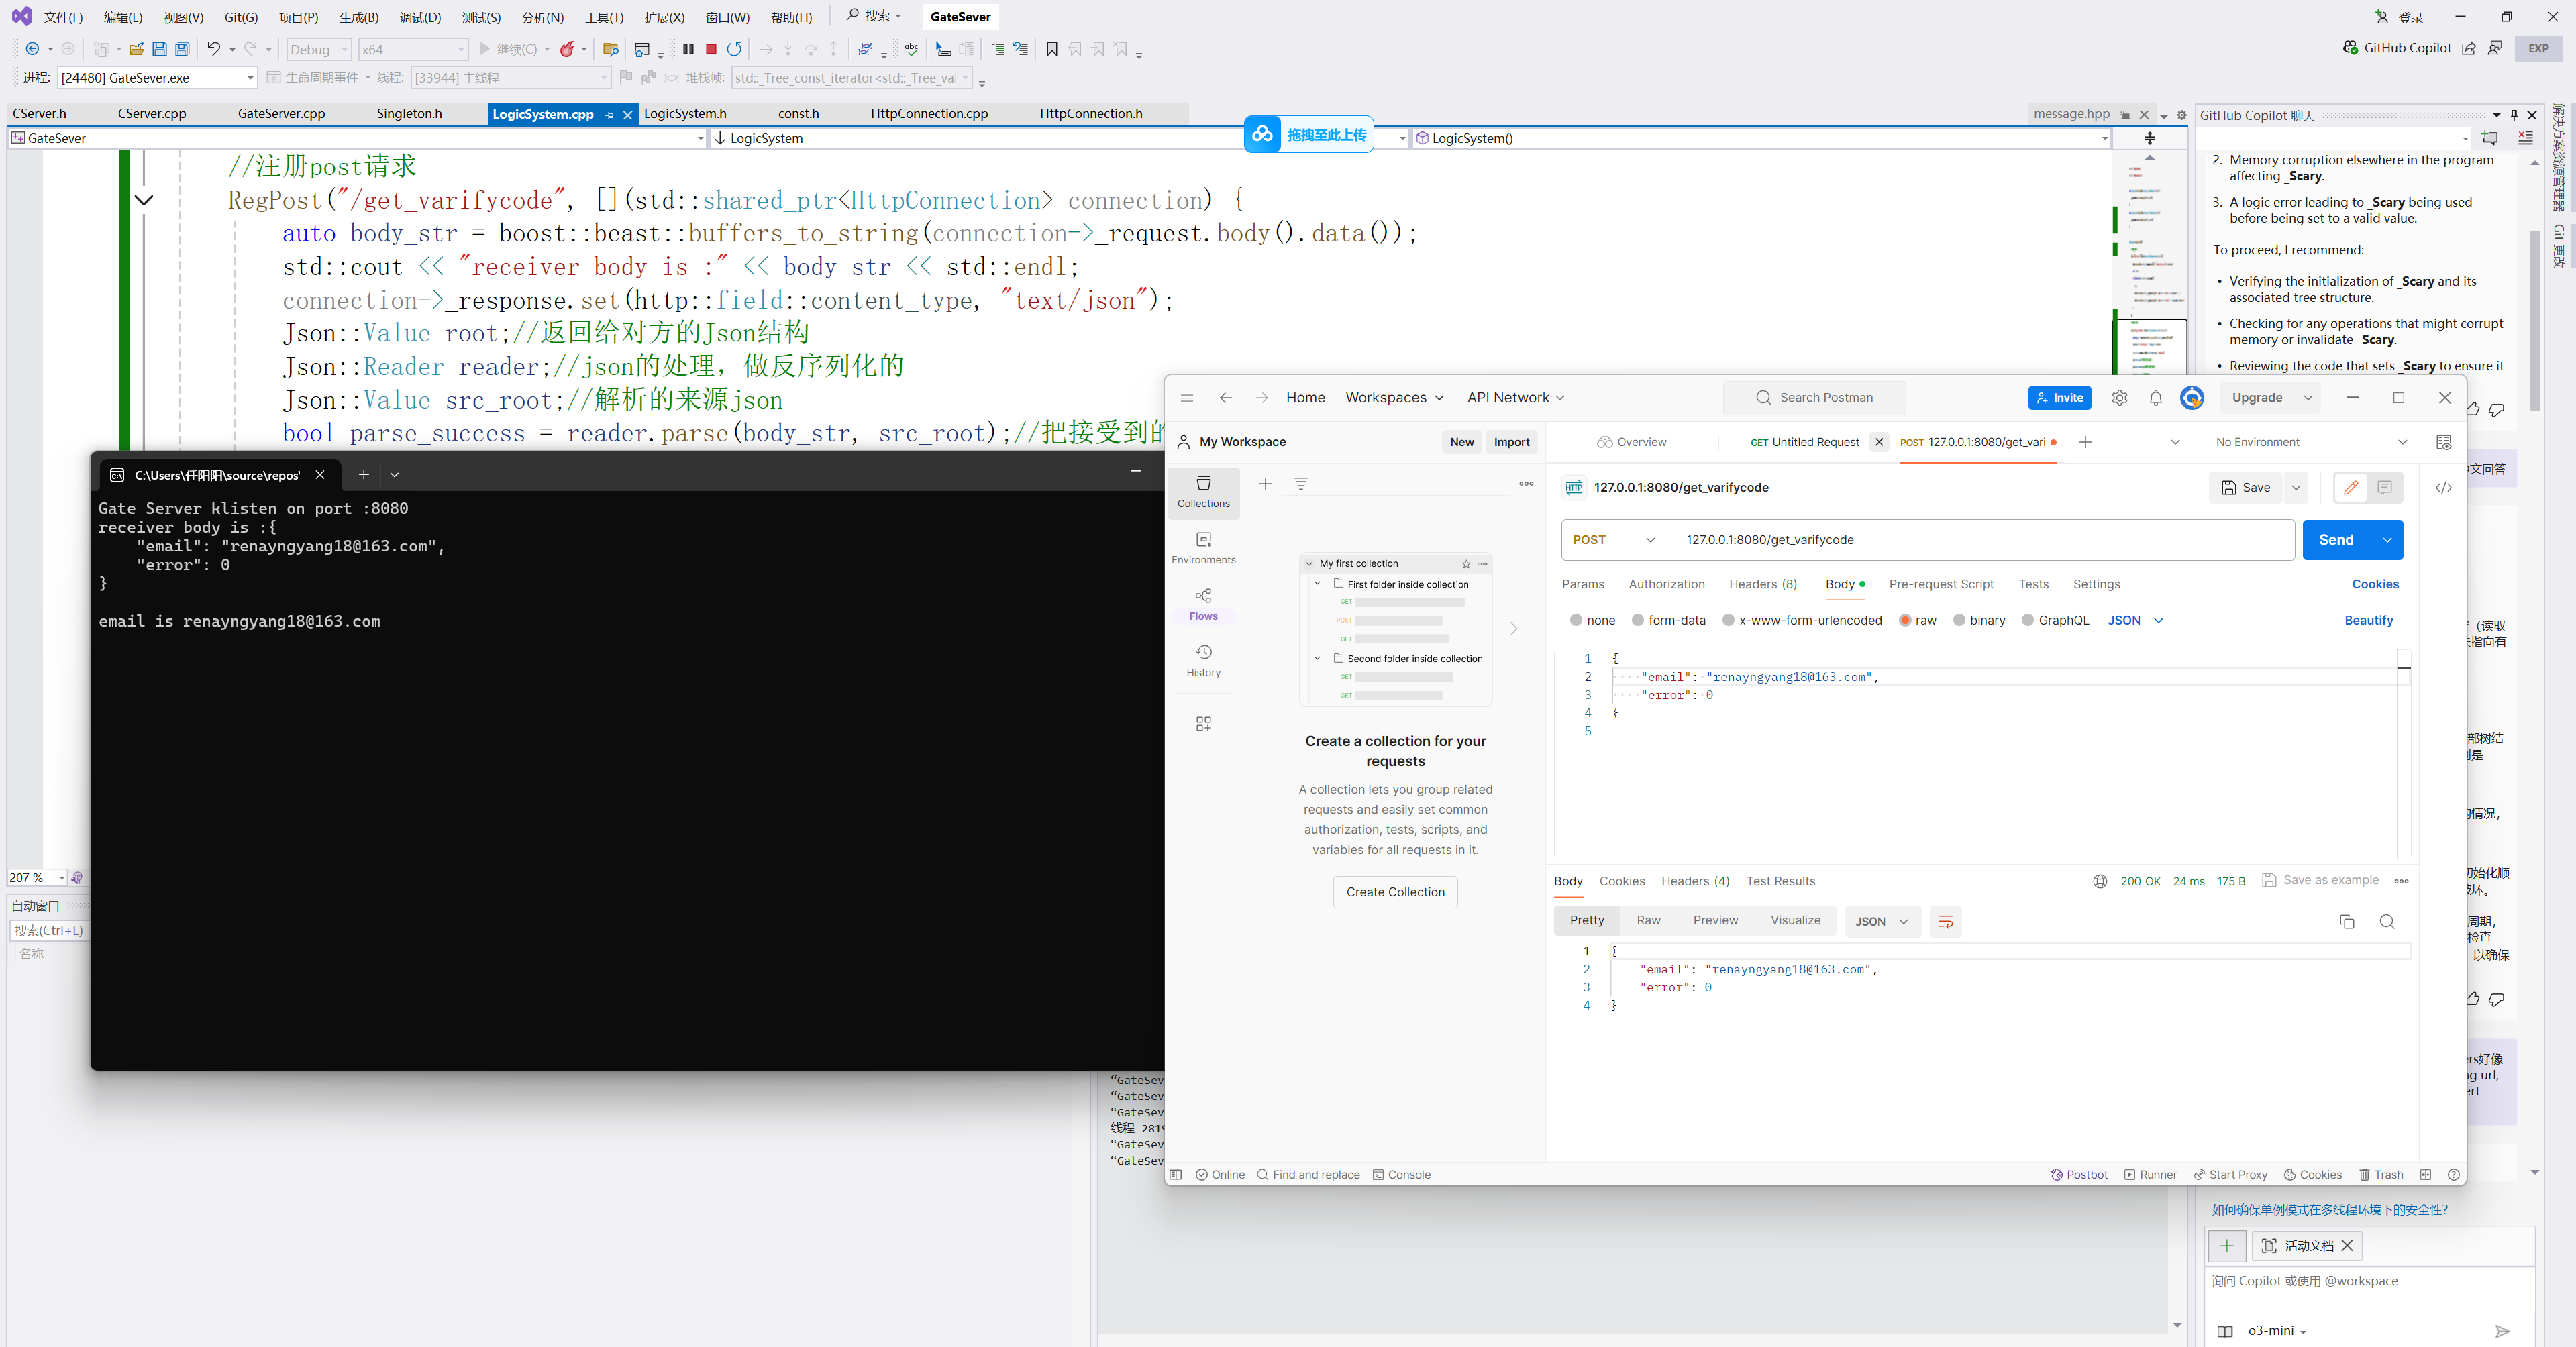 文件(F) 编辑(E) 视图(V) Git(G) 项目(P) 生成(B) 调试(D) 测试(S) 分析(N) 工具(T) 扩展(X) 窗口(W) 帮助(H) 搜索 GateSever 登录
Debug x64 继续(C) GitHub Copilot EXP
进程: [24480] GateSever.exe 生命周期事件 线程: [33944] 主线程 堆栈帧: std::_Tree_const_iterator<std::_Tree_val
CServer.h CServer.cpp GateServer.cpp Singleton.h LogicSystem.cpp LogicSystem.h const.h HttpConnection.cpp HttpConnection.h message.hpp
GateSever LogicSystem LogicSystem()
拖拽至此上传
//注册post请求
RegPost("/get_varifycode", [](std::shared_ptr<HttpConnection> connection) {
auto body_str = boost::beast::buffers_to_string(connection->_request.body().data());
std::cout << "receiver body is :" << body_str << std::endl;
connection->_response.set(http::field::content_type, "text/json");
Json::Value root;//返回给对方的Json结构
Json::Reader reader;//json的处理，做反序列化的
Json::Value src_root;//解析的来源json
bool parse_success = reader.parse(body_str, src_root);//把接受到的
207 %
自动窗口
搜索(Ctrl+E)
名称
C:\Users\任阳阳\source\repos'
Gate Server klisten on port :8080
receiver body is :{
"email": "renayngyang18@163.com",
"error": 0
}
email is renayngyang18@163.com
"GateSev
"GateSev
"GateSev
线程 2819
"GateSev
"GateSev
Home Workspaces API Network Search Postman Invite Upgrade
My Workspace New Import Overview GET Untitled Request POST 127.0.0.1:8080/get_vari No Environment
Collections
Environments
Flows
History
My first collection
First folder inside collection
GET
POST
GET
Second folder inside collection
GET
GET
Create a collection for your
requests
A collection lets you group related
requests and easily set common
authorization, tests, scripts, and
variables for all requests in it.
Create Collection
HTTP 127.0.0.1:8080/get_varifycode Save
POST 127.0.0.1:8080/get_varifycode Send
Params Authorization Headers (8) Body Pre-request Script Tests Settings Cookies
none form-data x-www-form-urlencoded raw binary GraphQL JSON Beautify
1 {
2 "email": "renayngyang18@163.com",
3 "error": 0
4 }
5
Body Cookies Headers (4) Test Results 200 OK 24 ms 175 B Save as example
Pretty Raw Preview Visualize JSON
1 {
2 "email": "renayngyang18@163.com",
3 "error": 0
4 }
Online Find and replace Console Postbot Runner Start Proxy Cookies Trash
GitHub Copilot 聊天
2. Memory corruption elsewhere in the program
affecting _Scary.
3. A logic error leading to _Scary being used
before being set to a valid value.
To proceed, I recommend:
• Verifying the initialization of _Scary and its
associated tree structure.
• Checking for any operations that might corrupt
memory or invalidate _Scary.
• Reviewing the code that sets _Scary to ensure it
文回答
（读取
指向有
部树结
是
情况，
初始化顺
坏。
周期，
检查
以确保
ers好像
ng url,
ert
如何确保单例模式在多线程环境下的安全性?
活动文档
询问 Copilot 或使用 @workspace
o3-mini
解决方案资源管理器
Git 更改